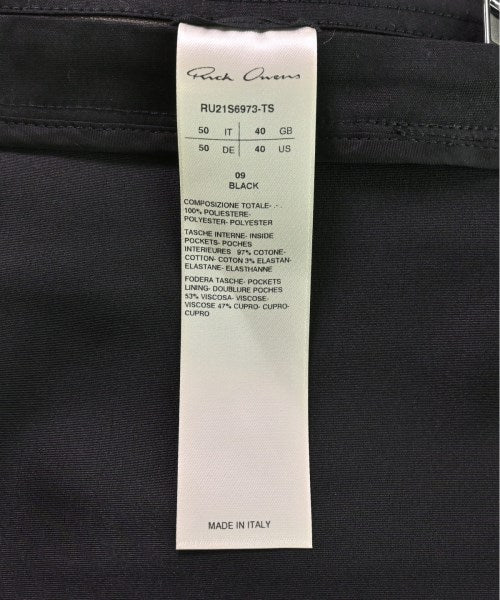 Rick Owens
RU21S6973-TS
50 IT 40 GB
50 DE 40 US
09
BLACK
COMPOSIZIONE TOTALE- . -
100% POLIESTERE-
POLYESTER- POLYESTER
TASCHE INTERNE- INSIDE
POCKETS- POCHES
INTERIEURES 97% COTONE-
COTTON- COTON 3% ELASTAN-
ELASTANE- ELASTHANNE
FODERA TASCHE- POCKETS
LINING- DOUBLURE POCHES
53% VISCOSA- VISCOSE-
VISCOSE 47% CUPRO- CUPRO-
CUPRO
MADE IN ITALY